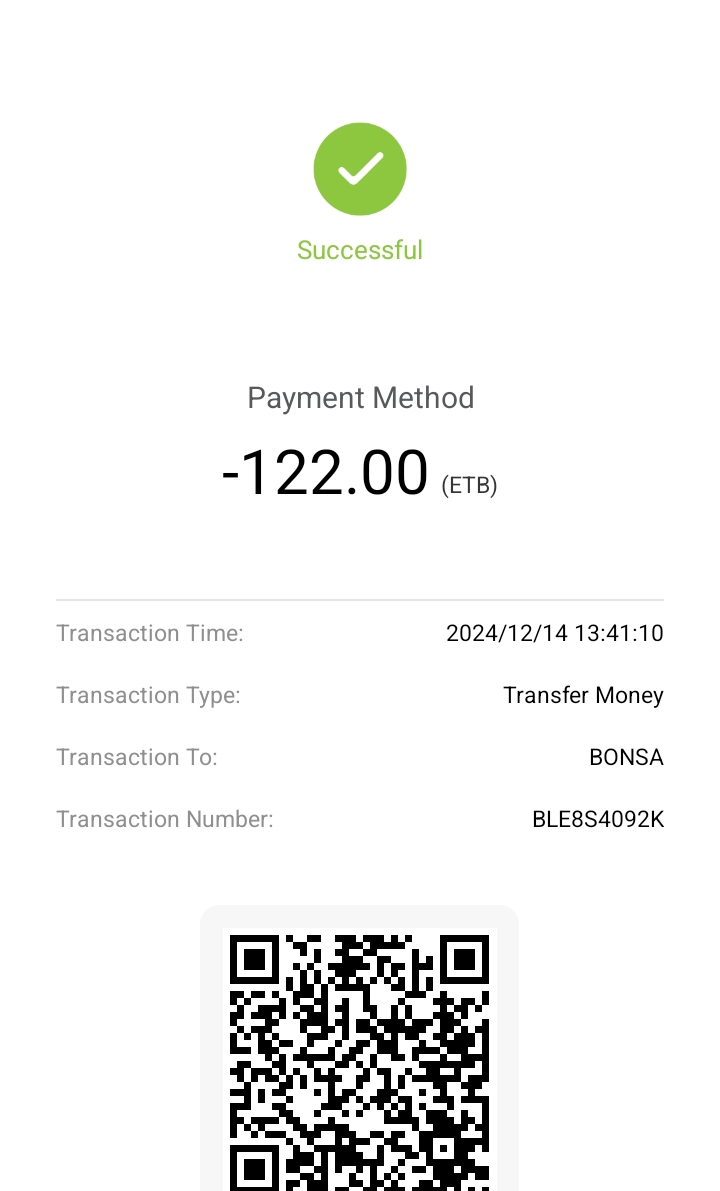 Successful
Payment Method
-122.00 (ETB)
Transaction Time: 2024/12/14 13:41:10
Transaction Type: Transfer Money
Transaction To: BONSA
Transaction Number: BLE8S4092K